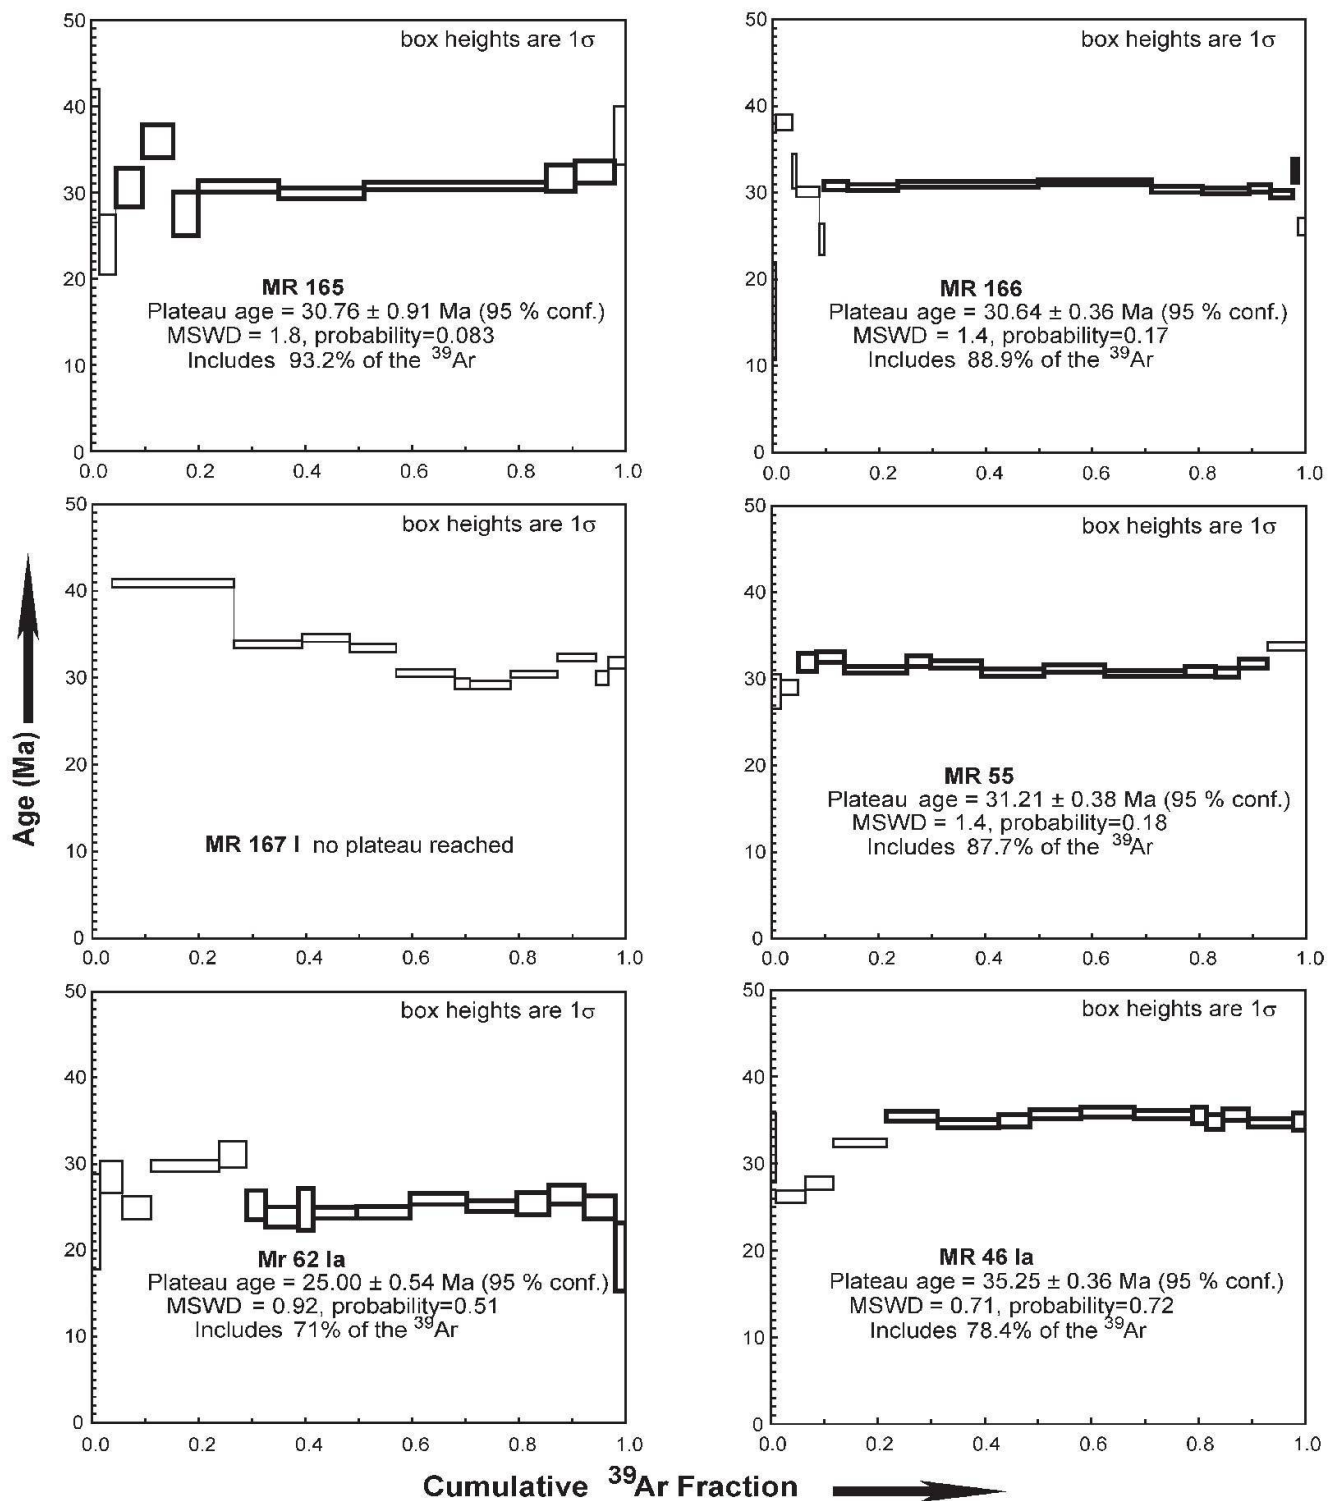 50
40
30
20
10
0
box heights are 1σ
MR 165
Plateau age = 30.76 ± 0.91 Ma (95 % conf.)
MSWD = 1.8, probability=0.083
Includes 93.2% of the ³⁹Ar
0.0 0.2 0.4 0.6 0.8 1.0
50
40
30
20
10
0
box heights are 1σ
MR 166
Plateau age = 30.64 ± 0.36 Ma (95 % conf.)
MSWD = 1.4, probability=0.17
Includes 88.9% of the ³⁹Ar
0.0 0.2 0.4 0.6 0.8 1.0
Age (Ma)
50
40
30
20
10
0
box heights are 1σ
MR 167 I no plateau reached
0.0 0.2 0.4 0.6 0.8 1.0
50
40
30
20
10
0
box heights are 1σ
MR 55
Plateau age = 31.21 ± 0.38 Ma (95 % conf.)
MSWD = 1.4, probability=0.18
Includes 87.7% of the ³⁹Ar
0.0 0.2 0.4 0.6 0.8 1.0
50
40
30
20
10
0
box heights are 1σ
Mr 62 Ia
Plateau age = 25.00 ± 0.54 Ma (95 % conf.)
MSWD = 0.92, probability=0.51
Includes 71% of the ³⁹Ar
0.0 0.2 0.4 0.6 0.8 1.0
50
40
30
20
10
0
box heights are 1σ
MR 46 Ia
Plateau age = 35.25 ± 0.36 Ma (95 % conf.)
MSWD = 0.71, probability=0.72
Includes 78.4% of the ³⁹Ar
0.0 0.2 0.4 0.6 0.8 1.0
Cumulative ³⁹Ar Fraction